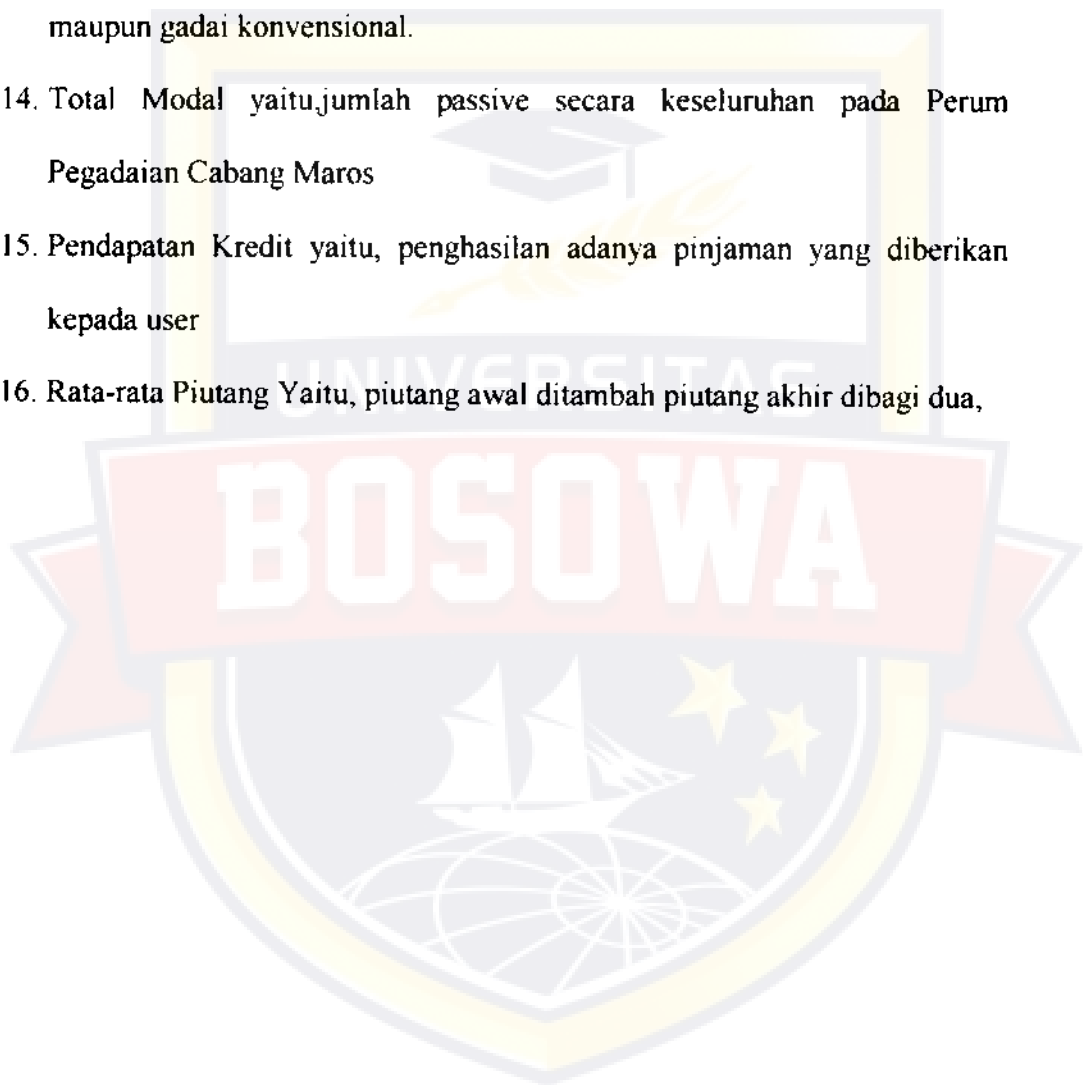 maupun gadai konvensional.
14. Total Modal yaitu,jumlah passive secara keseluruhan pada Perum
Pegadaian Cabang Maros
15. Pendapatan Kredit yaitu, penghasilan adanya pinjaman yang diberikan
kepada user
16. Rata-rata Piutang Yaitu, piutang awal ditambah piutang akhir dibagi dua,
UNIVERSITAS
BOSOWA